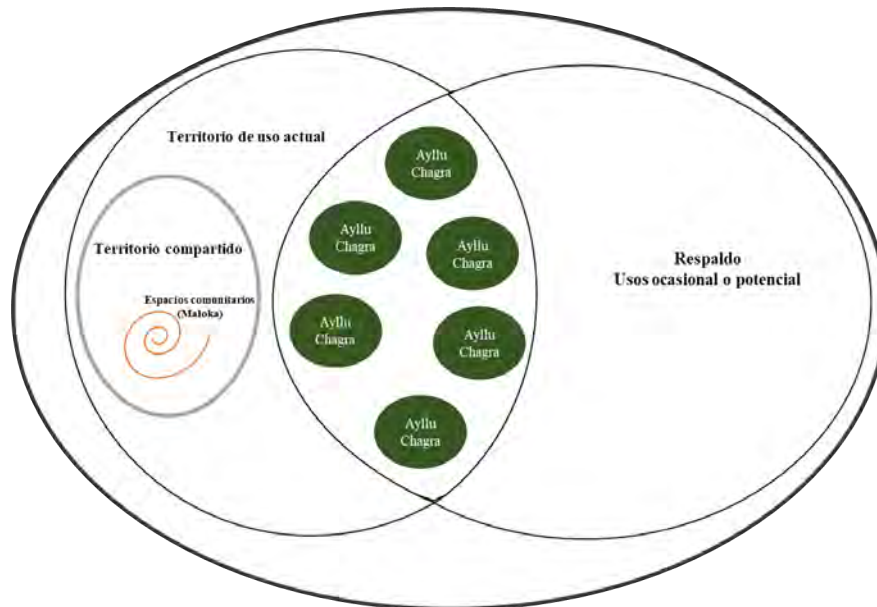 Territorio de uso actual
Territorio compartido
Espacios comunitarios
(Maloka)
Ayllu
Chagra
Ayllu
Chagra
Ayllu
Chagra
Ayllu
Chagra
Ayllu
Chagra
Ayllu
Chagra
Respaldo
Usos ocasional o potencial